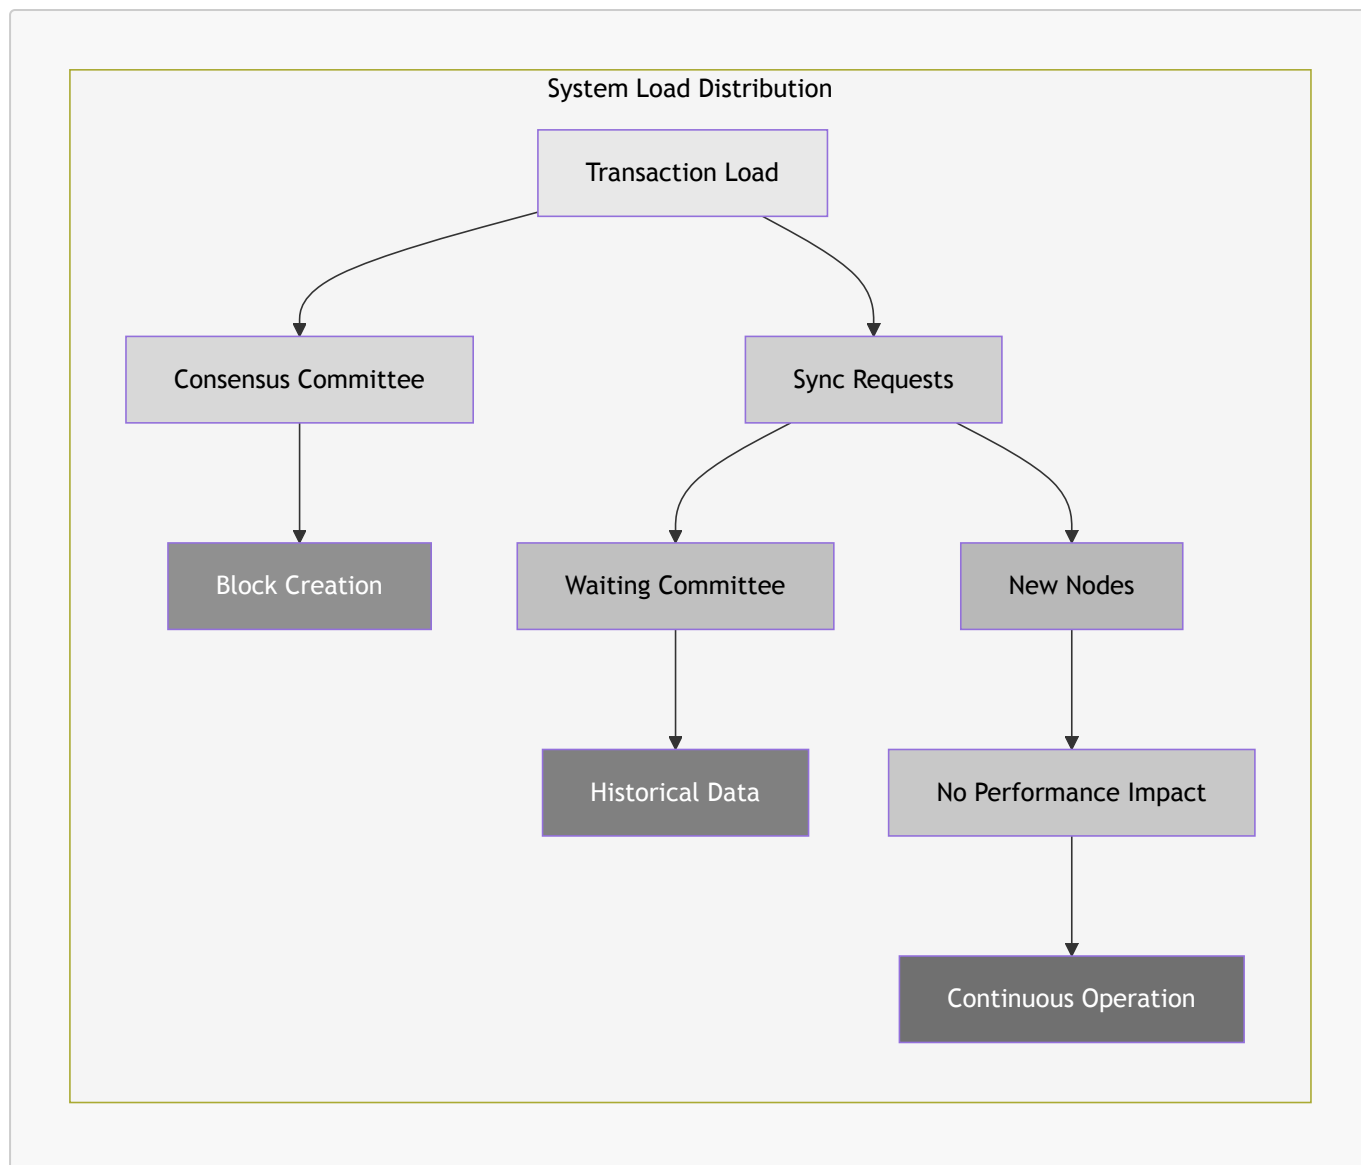 System Load Distribution
Transaction Load
Consensus Committee
Sync Requests
Block Creation
Waiting Committee
New Nodes
Historical Data
No Performance Impact
Continuous Operation